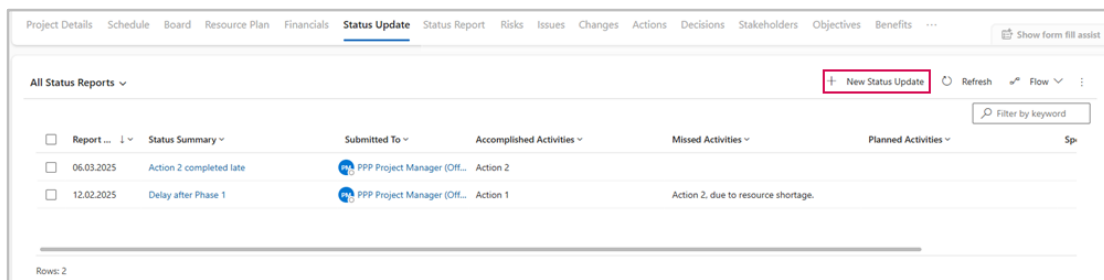 Project Details Schedule Board Resource Plan Financials Status Update Status Report Risks Issues Changes Actions Decisions Stakeholders Objectives Benefits ...
Show form fill assist
All Status Reports
+ New Status Update Refresh Flow
Filter by keyword
Report ... Status Summary Submitted To Accomplished Activities Missed Activities Planned Activities Sp
06.03.2025 Action 2 completed late PPP Project Manager (Off... Action 2
12.02.2025 Delay after Phase 1 PPP Project Manager (Off... Action 1 Action 2, due to resource shortage.
Rows: 2